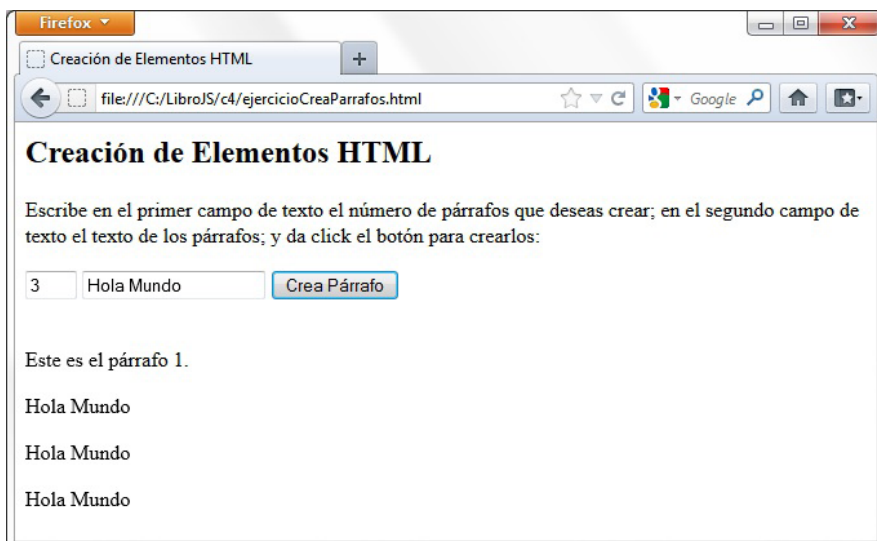 Firefox
Creación de Elementos HTML
file:///C:/LibroJS/c4/ejercicioCreaParrafos.html
Google
Creación de Elementos HTML
Escribe en el primer campo de texto el número de párrafos que deseas crear; en el segundo campo de
texto el texto de los párrafos; y da click el botón para crearlos:
3 Hola Mundo Crea Párrafo
Este es el párrafo 1.
Hola Mundo
Hola Mundo
Hola Mundo